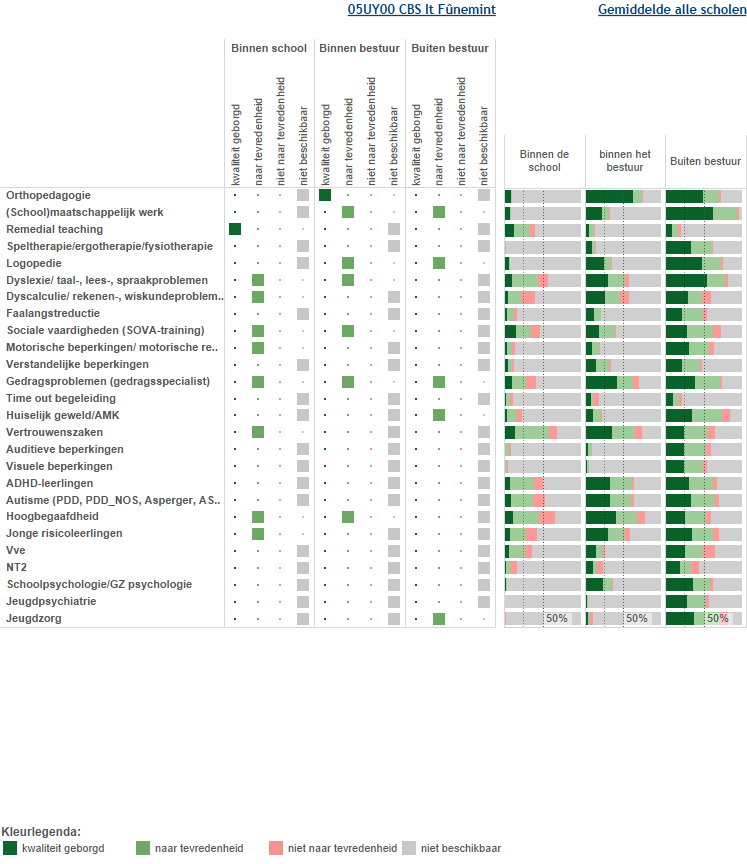 05UY00 CBS It Fûnemint
Gemiddelde alle scholen
Binnen school
Binnen bestuur
Buiten bestuur
kwaliteit geborgd
naar tevredenheid
niet naar tevredenheid
niet beschikbaar
kwaliteit geborgd
naar tevredenheid
niet naar tevredenheid
niet beschikbaar
kwaliteit geborgd
naar tevredenheid
niet naar tevredenheid
niet beschikbaar
Binnen de school
binnen het bestuur
Buiten bestuur
Orthopedagogie
(School)maatschappelijk werk
Remedial teaching
Speltherapie/ergotherapie/fysiotherapie
Logopedie
Dyslexie/ taal-, lees-, spraakproblemen
Dyscalculie/ rekenen-, wiskundeproblem..
Faalangstreductie
Sociale vaardigheden (SOVA-training)
Motorische beperkingen/ motorische re..
Verstandelijke beperkingen
Gedragsproblemen (gedragsspecialist)
Time out begeleiding
Huiselijk geweld/AMK
Vertrouwenszaken
Auditieve beperkingen
Visuele beperkingen
ADHD-leerlingen
Autisme (PDD, PDD_NOS, Asperger, AS..
Hoogbegaafdheid
Jonge risicoleerlingen
Vve
NT2
Schoolpsychologie/GZ psychologie
Jeugdpsychiatrie
Jeugdzorg
50%
50%
50%
Kleurlegenda:
kwaliteit geborgd
naar tevredenheid
niet naar tevredenheid
niet beschikbaar